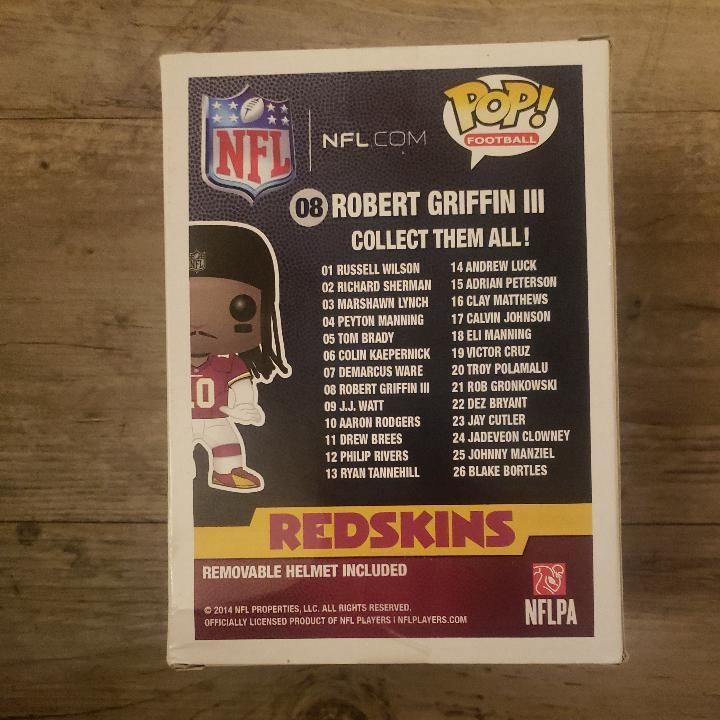 NFL
NFL.COM
POP!
FOOTBALL
08 ROBERT GRIFFIN III
COLLECT THEM ALL!
01 RUSSELL WILSON
02 RICHARD SHERMAN
03 MARSHAWN LYNCH
04 PEYTON MANNING
05 TOM BRADY
06 COLIN KAEPERNICK
07 DEMARCUS WARE
08 ROBERT GRIFFIN III
09 J.J. WATT
10 AARON RODGERS
11 DREW BREES
12 PHILIP RIVERS
13 RYAN TANNEHILL
14 ANDREW LUCK
15 ADRIAN PETERSON
16 CLAY MATTHEWS
17 CALVIN JOHNSON
18 ELI MANNING
19 VICTOR CRUZ
20 TROY POLAMALU
21 ROB GRONKOWSKI
22 DEZ BRYANT
23 JAY CUTLER
24 JADEVEON CLOWNEY
25 JOHNNY MANZIEL
26 BLAKE BORTLES
NFL
10
REDSKINS
REMOVABLE HELMET INCLUDED
© 2014 NFL PROPERTIES, LLC. ALL RIGHTS RESERVED.
OFFICIALLY LICENSED PRODUCT OF NFL PLAYERS | NFLPLAYERS.COM
NFLPA